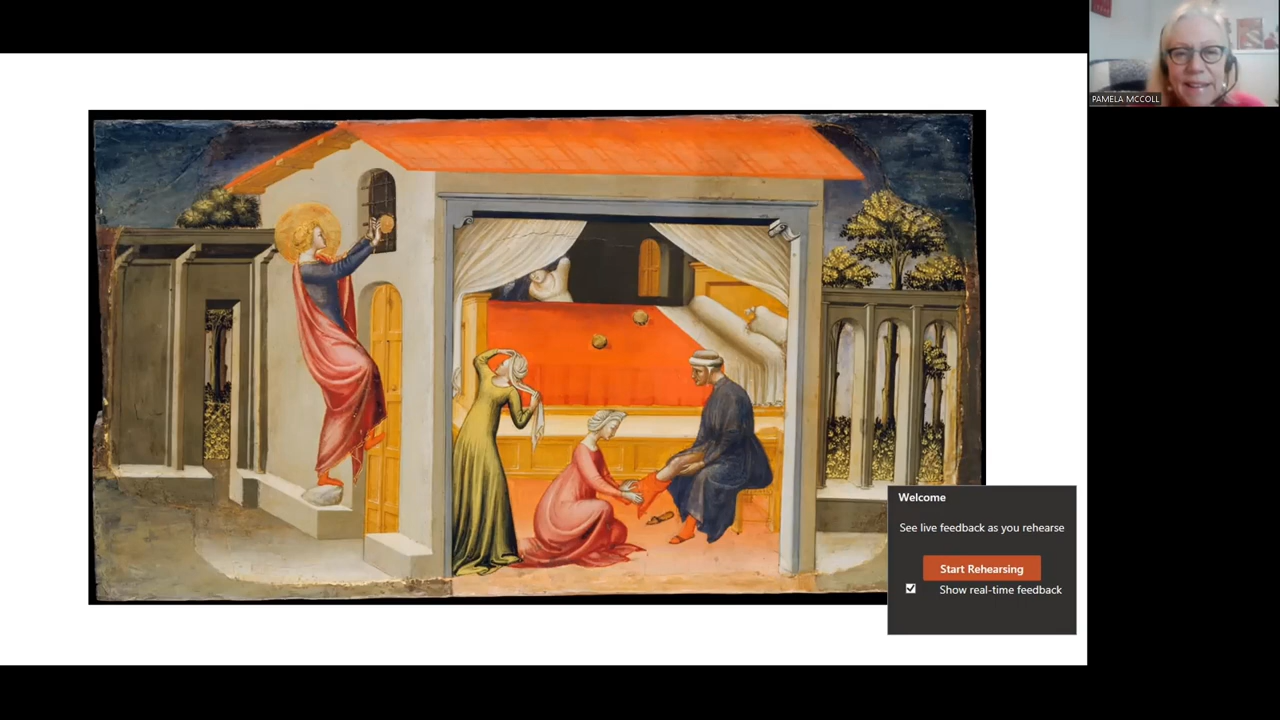 PAMELA MCCOLL
Welcome
See live feedback as you rehearse
Start Rehearsing
Show real-time feedback